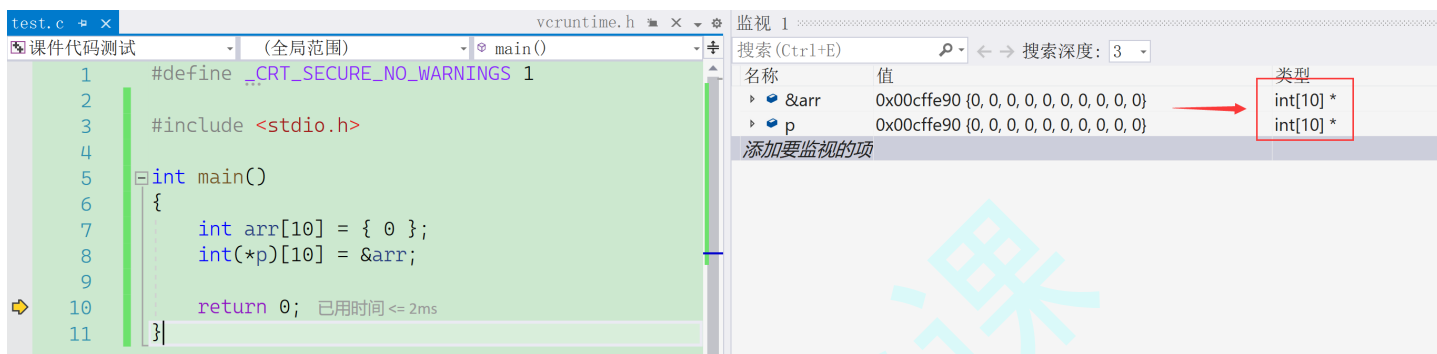 test.c
vcruntime.h
课件代码测试
(全局范围)
main()
1 #define _CRT_SECURE_NO_WARNINGS 1
2
3 #include <stdio.h>
4
5 int main()
6 {
7 int arr[10] = { 0 };
8 int(*p)[10] = &arr;
9
10 return 0; 已用时间 <= 2ms
11 }
监视 1
搜索(Ctrl+E) 搜索深度: 3
名称 值 类型
&arr 0x00cffe90 {0, 0, 0, 0, 0, 0, 0, 0, 0, 0} int[10] *
p 0x00cffe90 {0, 0, 0, 0, 0, 0, 0, 0, 0, 0} int[10] *
添加要监视的项
课